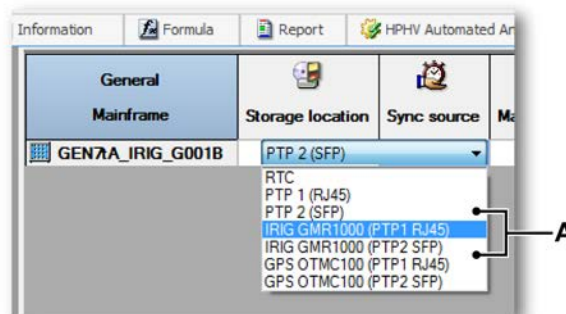 Information
Formula
Report
HPHV Automated An
General
Mainframe
Storage location
Sync source
GEN7tA_IRIG_G001B
PTP 2 (SFP)
RTC
PTP 1 (RJ45)
PTP 2 (SFP)
IRIG GMR1000 (PTP1 RJ45)
IRIG GMR1000 (PTP2 SFP)
GPS OTMC100 (PTP1 RJ45)
GPS OTMC100 (PTP2 SFP)
A